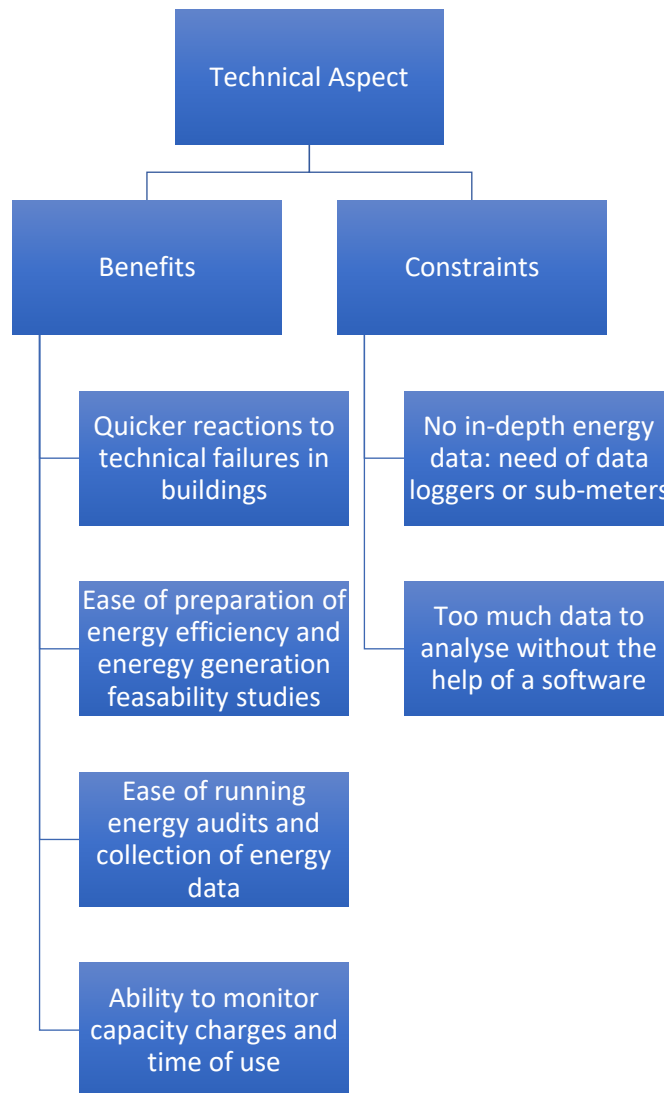 Technical Aspect
Benefits
Constraints
Quicker reactions to
technical failures in
buildings
No in-depth energy
data: need of data
loggers or sub-meters
Ease of preparation of
energy efficiency and
eneregy generation
feasability studies
Too much data to
analyse without the
help of a software
Ease of running
energy audits and
collection of energy
data
Ability to monitor
capacity charges and
time of use